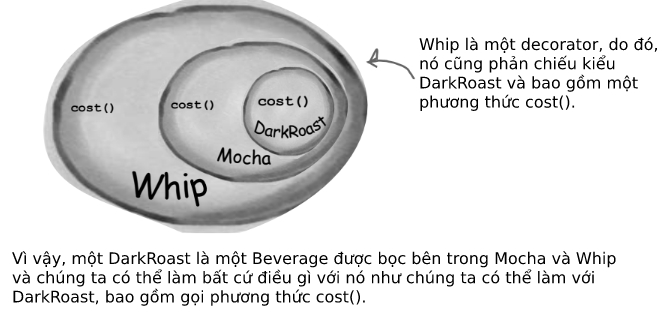 Whip là một decorator, do đó,
nó cũng phản chiếu kiểu
DarkRoast và bao gồm một
phương thức cost().
cost()
cost()
cost()
DarkRoast
Mocha
Whip
Vì vậy, một DarkRoast là một Beverage được bọc bên trong Mocha và Whip
và chúng ta có thể làm bất cứ điều gì với nó như chúng ta có thể làm với
DarkRoast, bao gồm gọi phương thức cost().